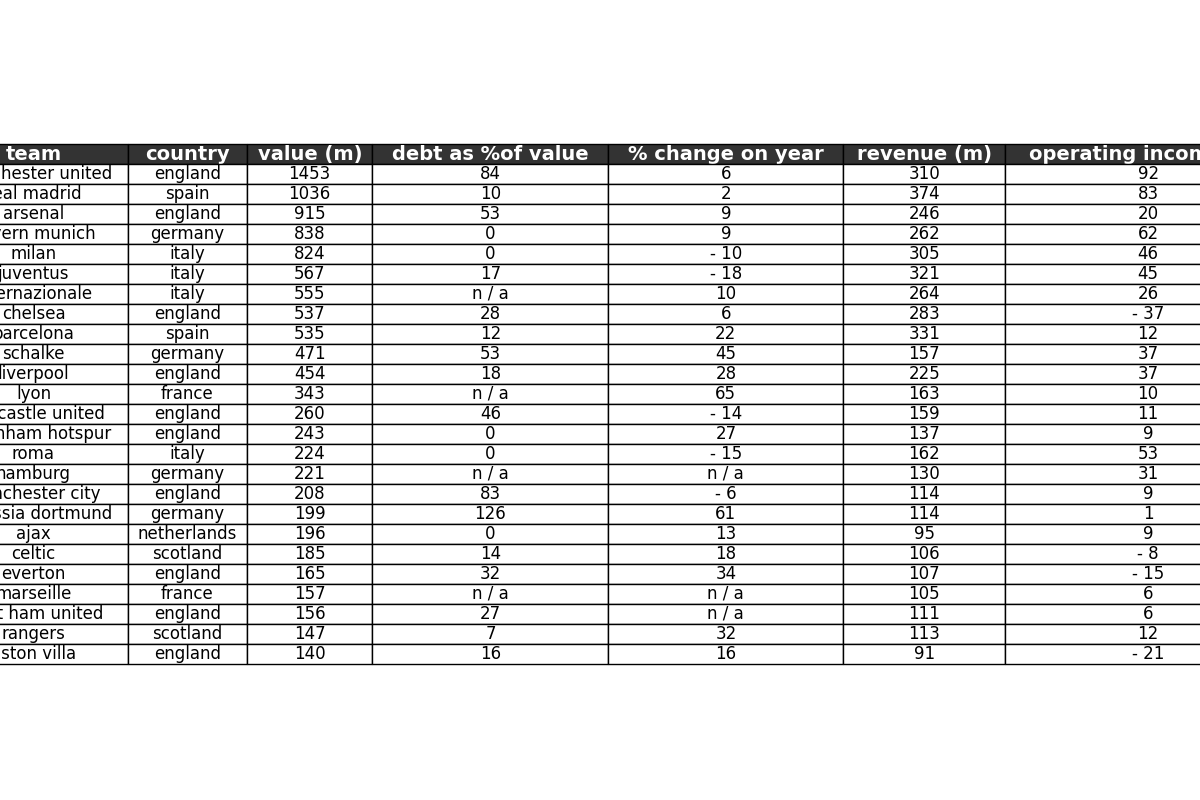 team country value (m) debt as %of value % change on year revenue (m) operating incom
hester united england 1453 84 6 310 92
eal madrid spain 1036 10 2 374 83
arsenal england 915 53 9 246 20
ern munich germany 838 0 9 262 62
milan italy 824 0 - 10 305 46
juventus italy 567 17 - 18 321 45
ernazionale italy 555 n / a 10 264 26
chelsea england 537 28 6 283 - 37
barcelona spain 535 12 22 331 12
schalke germany 471 53 45 157 37
liverpool england 454 18 28 225 37
lyon france 343 n / a 65 163 10
castle united england 260 46 - 14 159 11
ham hotspur england 243 0 27 137 9
roma italy 224 0 - 15 162 53
hamburg germany 221 n / a n / a 130 31
chester city england 208 83 - 6 114 9
ssia dortmund germany 199 126 61 114 1
ajax netherlands 196 0 13 95 9
celtic scotland 185 14 18 106 - 8
everton england 165 32 34 107 - 15
marseille france 157 n / a n / a 105 6
t ham united england 156 27 n / a 111 6
rangers scotland 147 7 32 113 12
ston villa england 140 16 16 91 - 21